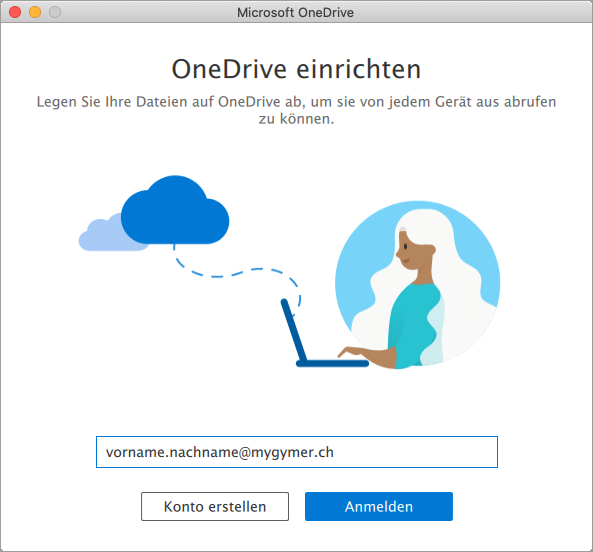 Microsoft OneDrive
OneDrive einrichten
Legen Sie Ihre Dateien auf OneDrive ab, um sie von jedem Gerät aus abrufen
zu können.
vorname.nachname@mygymer.ch
Konto erstellen
Anmelden